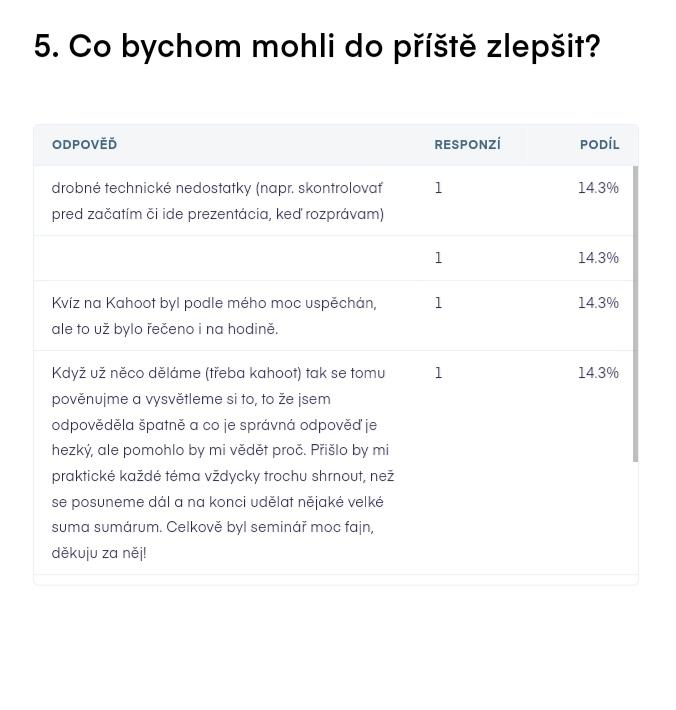 5. Co bychom mohli do příště zlepšit?
ODPOVĚĎ RESPONZÍ PODÍL
drobné technické nedostatky (napr. skontrolovať 1 14.3%
pred začatím či ide prezentácia, keď rozprávam)
1 14.3%
Kvíz na Kahoot byl podle mého moc uspěchán, 1 14.3%
ale to už bylo řečeno i na hodině.
Když už něco děláme (třeba kahoot) tak se tomu 1 14.3%
pověnujme a vysvětleme si to, to že jsem
odpověděla špatně a co je správná odpověď je
hezký, ale pomohlo by mi vědět proč. Přišlo by mi
praktické každé téma vždycky trochu shrnout, než
se posuneme dál a na konci udělat nějaké velké
suma sumárum. Celkově byl seminář moc fajn,
děkuju za něj!